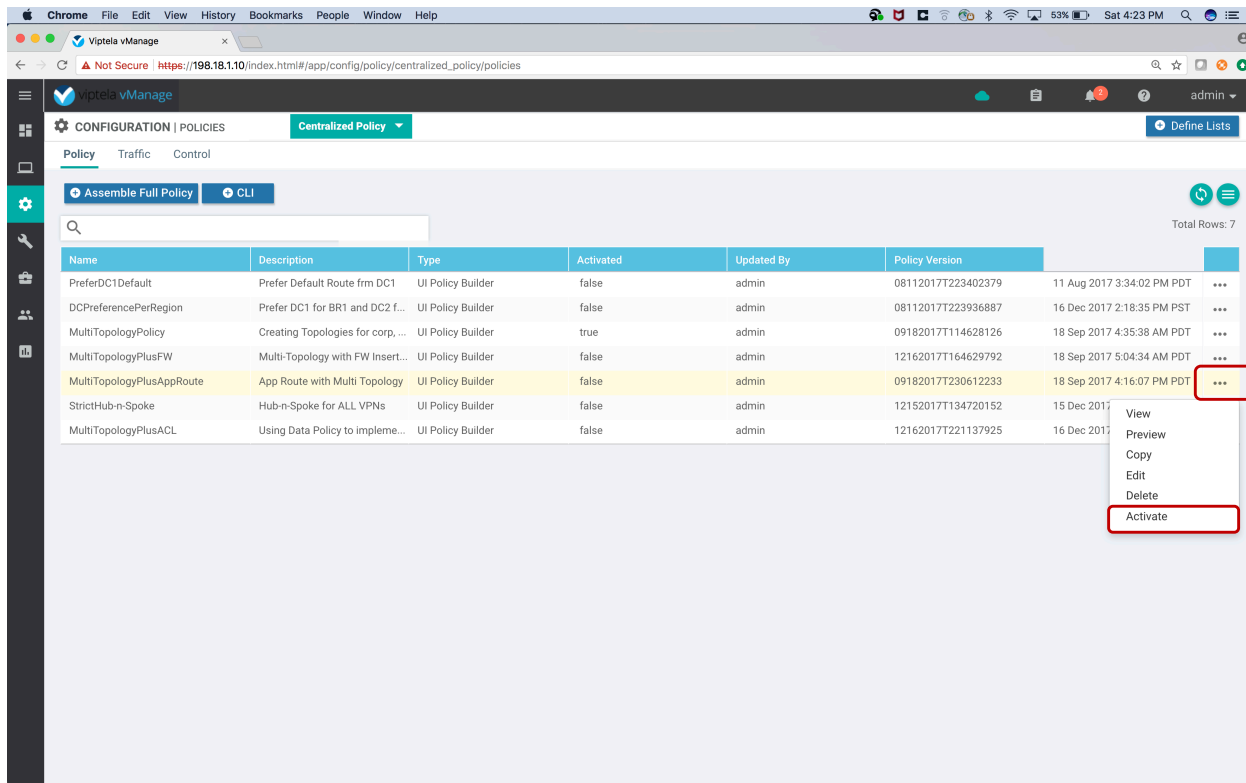 Chrome File Edit View History Bookmarks People Window Help 53% Sat 4:23 PM
Viptela vManage ×
Not Secure https://198.18.1.10/index.html#/app/config/policy/centralized_policy/policies
viptela vManage 2 admin
CONFIGURATION | POLICIES Centralized Policy Define Lists
Policy Traffic Control
Assemble Full Policy CLI
Total Rows: 7
Name Description Type Activated Updated By Policy Version
PreferDC1Default Prefer Default Route frm DC1 UI Policy Builder false admin 08112017T223402379 11 Aug 2017 3:34:02 PM PDT
DCPreferencePerRegion Prefer DC1 for BR1 and DC2 f... UI Policy Builder false admin 08112017T223936887 16 Dec 2017 2:18:35 PM PST
MultiTopologyPolicy Creating Topologies for corp, ... UI Policy Builder true admin 09182017T114628126 18 Sep 2017 4:35:38 AM PDT
MultiTopologyPlusFW Multi-Topology with FW Insert... UI Policy Builder false admin 12162017T164629792 18 Sep 2017 5:04:34 AM PDT
MultiTopologyPlusAppRoute App Route with Multi Topology UI Policy Builder false admin 09182017T230612233 18 Sep 2017 4:16:07 PM PDT
StrictHub-n-Spoke Hub-n-Spoke for ALL VPNs UI Policy Builder false admin 12152017T134720152 15 Dec 2017
MultiTopologyPlusACL Using Data Policy to impleme... UI Policy Builder false admin 12162017T221137925 16 Dec 2017
View
Preview
Copy
Edit
Delete
Activate